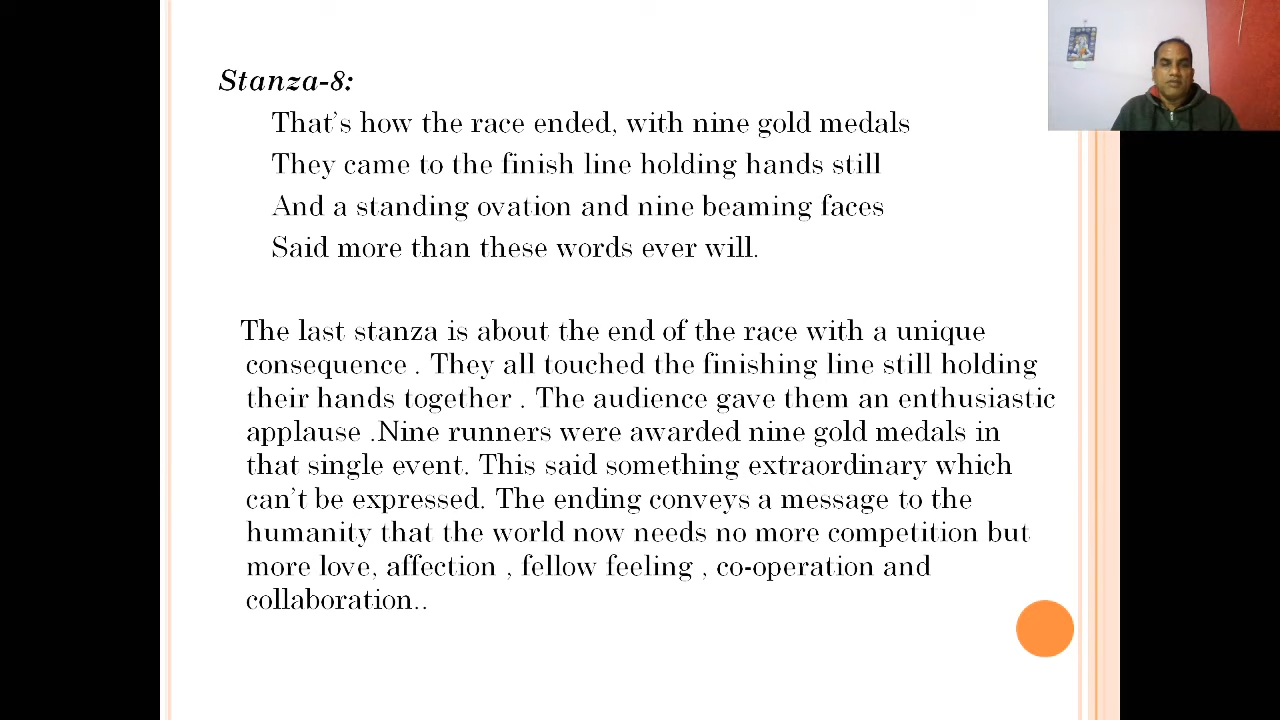 Stanza-8:
That's how the race ended, with nine gold medals
They came to the finish line holding hands still
And a standing ovation and nine beaming faces
Said more than these words ever will.
The last stanza is about the end of the race with a unique
consequence . They all touched the finishing line still holding
their hands together . The audience gave them an enthusiastic
applause .Nine runners were awarded nine gold medals in
that single event. This said something extraordinary which
can't be expressed. The ending conveys a message to the
humanity that the world now needs no more competition but
more love, affection , fellow feeling , co-operation and
collaboration..